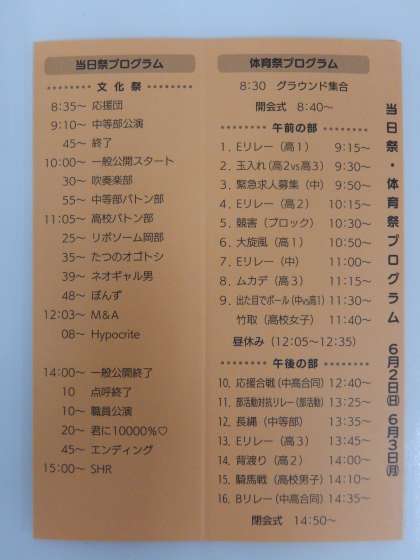 当日祭プログラム
文化祭
8:35〜 応援団
9:10〜 中等部公演
45〜 終了
10:00〜 一般公開スタート
30〜 吹奏楽部
55〜 中等部バトン部
11:05〜 高校バトン部
25〜 リボソーム岡部
35〜 たつのオゴトシ
39〜 ネオギャル男
48〜 ぽんず
12:03〜 M&A
08〜 Hypocrite
14:00〜 一般公開終了
10 点呼終了
10〜 職員公演
20〜 君に10000%♡
45〜 エンディング
15:00〜 SHR
体育祭プログラム
8:30 グラウンド集合
開会式 8:40〜
午前の部
1. Eリレー（高1） 9:15〜
2. 玉入れ（高2vs高3） 9:30〜
3. 緊急求人募集（中） 9:50〜
4. Eリレー（高2） 10:10〜
5. 競害（ブロック） 10:30〜
6. 大旋風（高1） 10:50〜
7. Eリレー（中） 11:00〜
8. ムカデ（高3） 11:15〜
9. 出た目でボール（中vs高1） 11:30〜
竹取（高校女子） 11:40〜
昼休み（12:05〜12:35）
午後の部
10. 応援合戦（中高合同） 12:40〜
11. 部活動対抗リレー（部活動） 13:25〜
12. 長縄（中等部） 13:35〜
13. Eリレー（高3） 13:45〜
14. 背渡り（高2） 14:00〜
15. 騎馬戦（高校男子） 14:10〜
16. Bリレー（中高合同） 14:35〜
閉会式 14:50〜
当日祭・体育祭プログラム 6月2日(日) 6月3日(月)